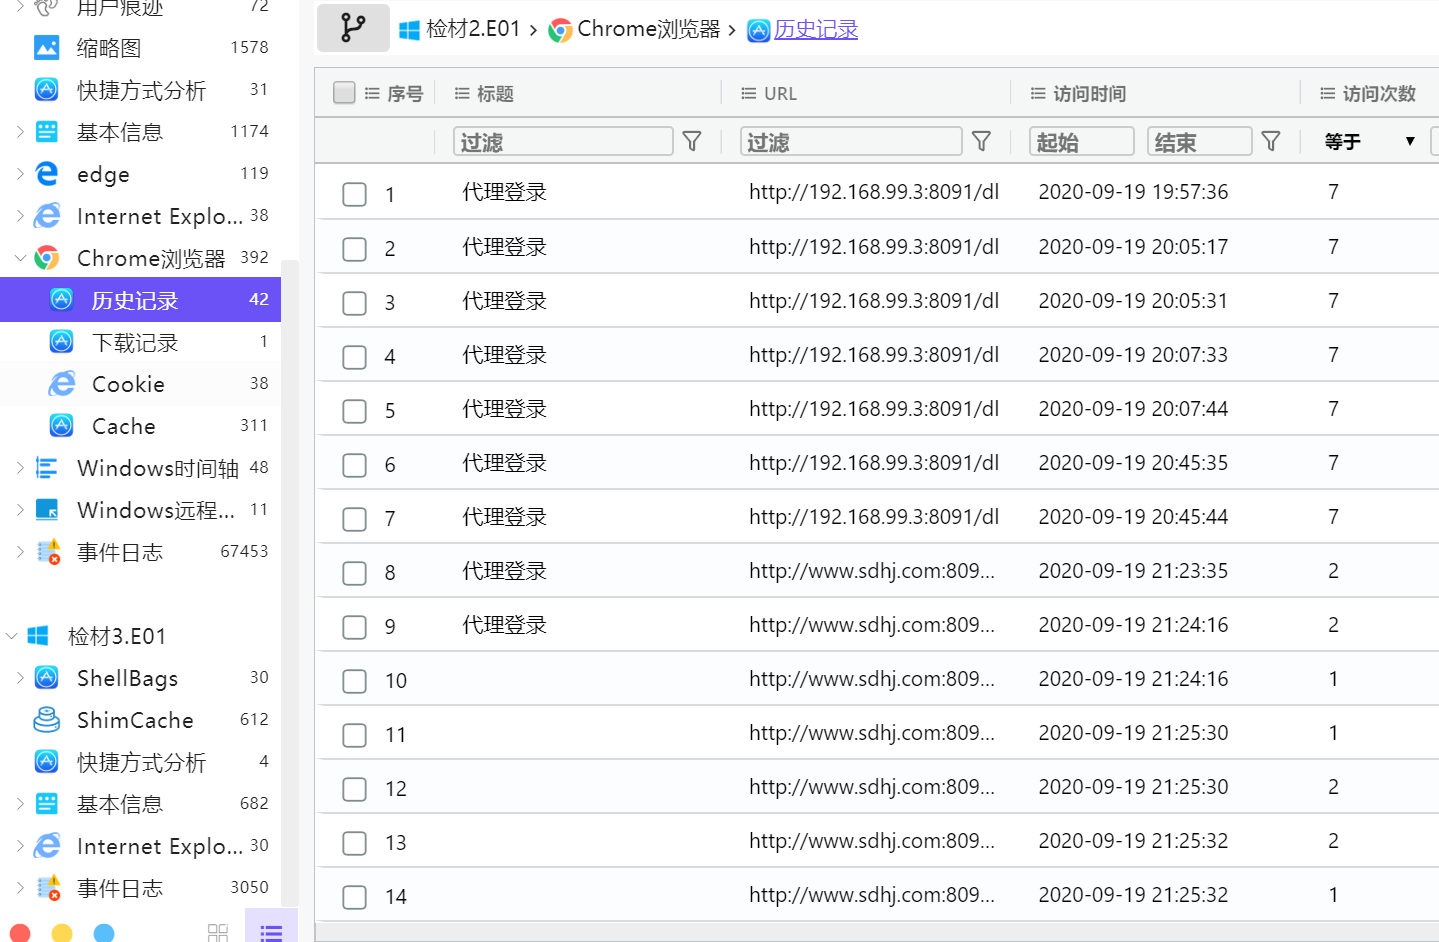 用户痕迹 72
缩略图 1578
快捷方式分析 31
基本信息 1174
edge 119
Internet Explo... 38
Chrome浏览器 392
历史记录 42
下载记录 1
Cookie 38
Cache 311
Windows时间轴 48
Windows远程... 11
事件日志 67453
检材3.E01
ShellBags 30
ShimCache 612
快捷方式分析 4
基本信息 682
Internet Explo... 30
事件日志 3050
检材2.E01 › Chrome浏览器 › 历史记录
序号 标题 URL 访问时间 访问次数
过滤 过滤 起始 结束 等于
1 代理登录 http://192.168.99.3:8091/dl 2020-09-19 19:57:36 7
2 代理登录 http://192.168.99.3:8091/dl 2020-09-19 20:05:17 7
3 代理登录 http://192.168.99.3:8091/dl 2020-09-19 20:05:31 7
4 代理登录 http://192.168.99.3:8091/dl 2020-09-19 20:07:33 7
5 代理登录 http://192.168.99.3:8091/dl 2020-09-19 20:07:44 7
6 代理登录 http://192.168.99.3:8091/dl 2020-09-19 20:45:35 7
7 代理登录 http://192.168.99.3:8091/dl 2020-09-19 20:45:44 7
8 代理登录 http://www.sdhj.com:809... 2020-09-19 21:23:35 2
9 代理登录 http://www.sdhj.com:809... 2020-09-19 21:24:16 2
10 http://www.sdhj.com:809... 2020-09-19 21:24:16 1
11 http://www.sdhj.com:809... 2020-09-19 21:25:30 1
12 http://www.sdhj.com:809... 2020-09-19 21:25:30 2
13 http://www.sdhj.com:809... 2020-09-19 21:25:32 2
14 http://www.sdhj.com:809... 2020-09-19 21:25:32 1